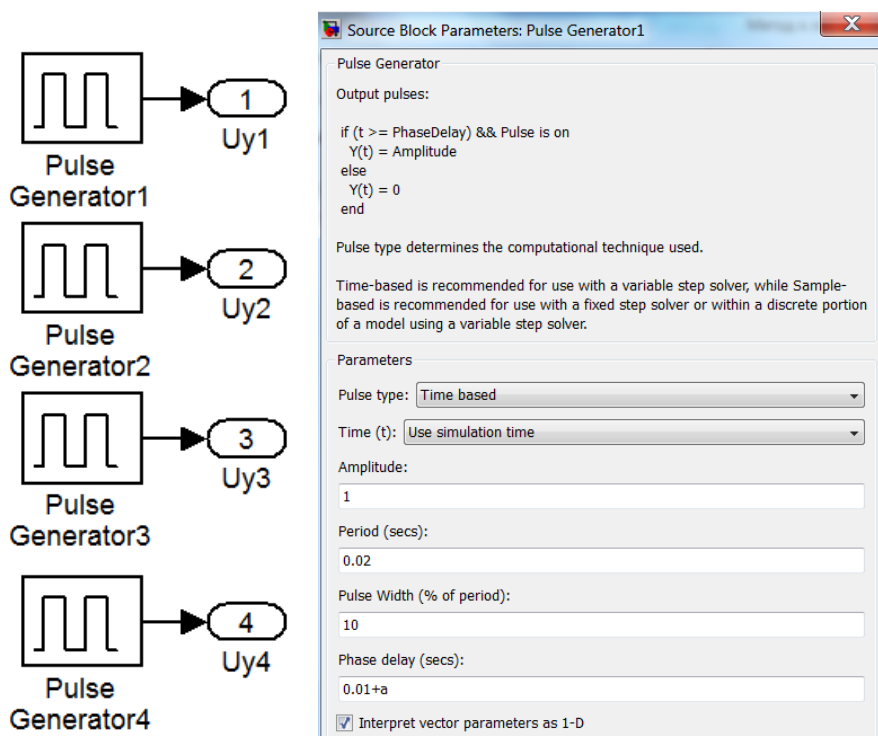 1
Uy1
Pulse
Generator1
2
Uy2
Pulse
Generator2
3
Uy3
Pulse
Generator3
4
Uy4
Pulse
Generator4
Source Block Parameters: Pulse Generator1
Pulse Generator
Output pulses:
if (t >= PhaseDelay) && Pulse is on
Y(t) = Amplitude
else
Y(t) = 0
end
Pulse type determines the computational technique used.
Time-based is recommended for use with a variable step solver, while Sample-
based is recommended for use with a fixed step solver or within a discrete portion
of a model using a variable step solver.
Parameters
Pulse type: Time based
Time (t): Use simulation time
Amplitude:
1
Period (secs):
0.02
Pulse Width (% of period):
10
Phase delay (secs):
0.01+a
Interpret vector parameters as 1-D